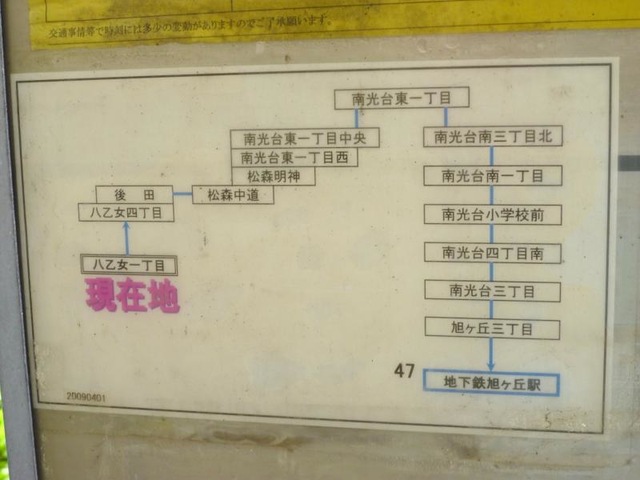 交通事情等で時刻には多少の変動がありますのでご了承願います。
南光台東一丁目
南光台東一丁目中央
南光台南三丁目北
南光台東一丁目西
松森明神
南光台南一丁目
後田
松森中道
八乙女四丁目
南光台小学校前
南光台四丁目南
八乙女一丁目
現在地
南光台三丁目
旭ヶ丘三丁目
47
地下鉄旭ヶ丘駅
20090401